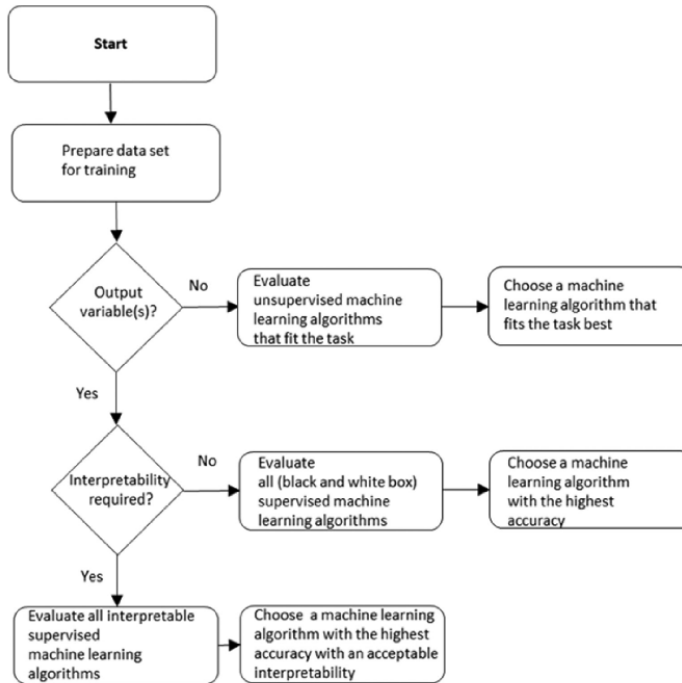 Start
Prepare data set
for training
Output
variable(s)?
No
Evaluate
unsupervised machine
learning algorithms
that fit the task
Choose a machine
learning algorithm that
fits the task best
Yes
Interpretability
required?
No
Evaluate
all (black and white box)
supervised machine
learning algorithms
Choose a machine
learning algorithm
with the highest
accuracy
Yes
Evaluate all interpretable
supervised
machine learning
algorithms
Choose a machine learning
algorithm with the highest
accuracy with an acceptable
interpretability